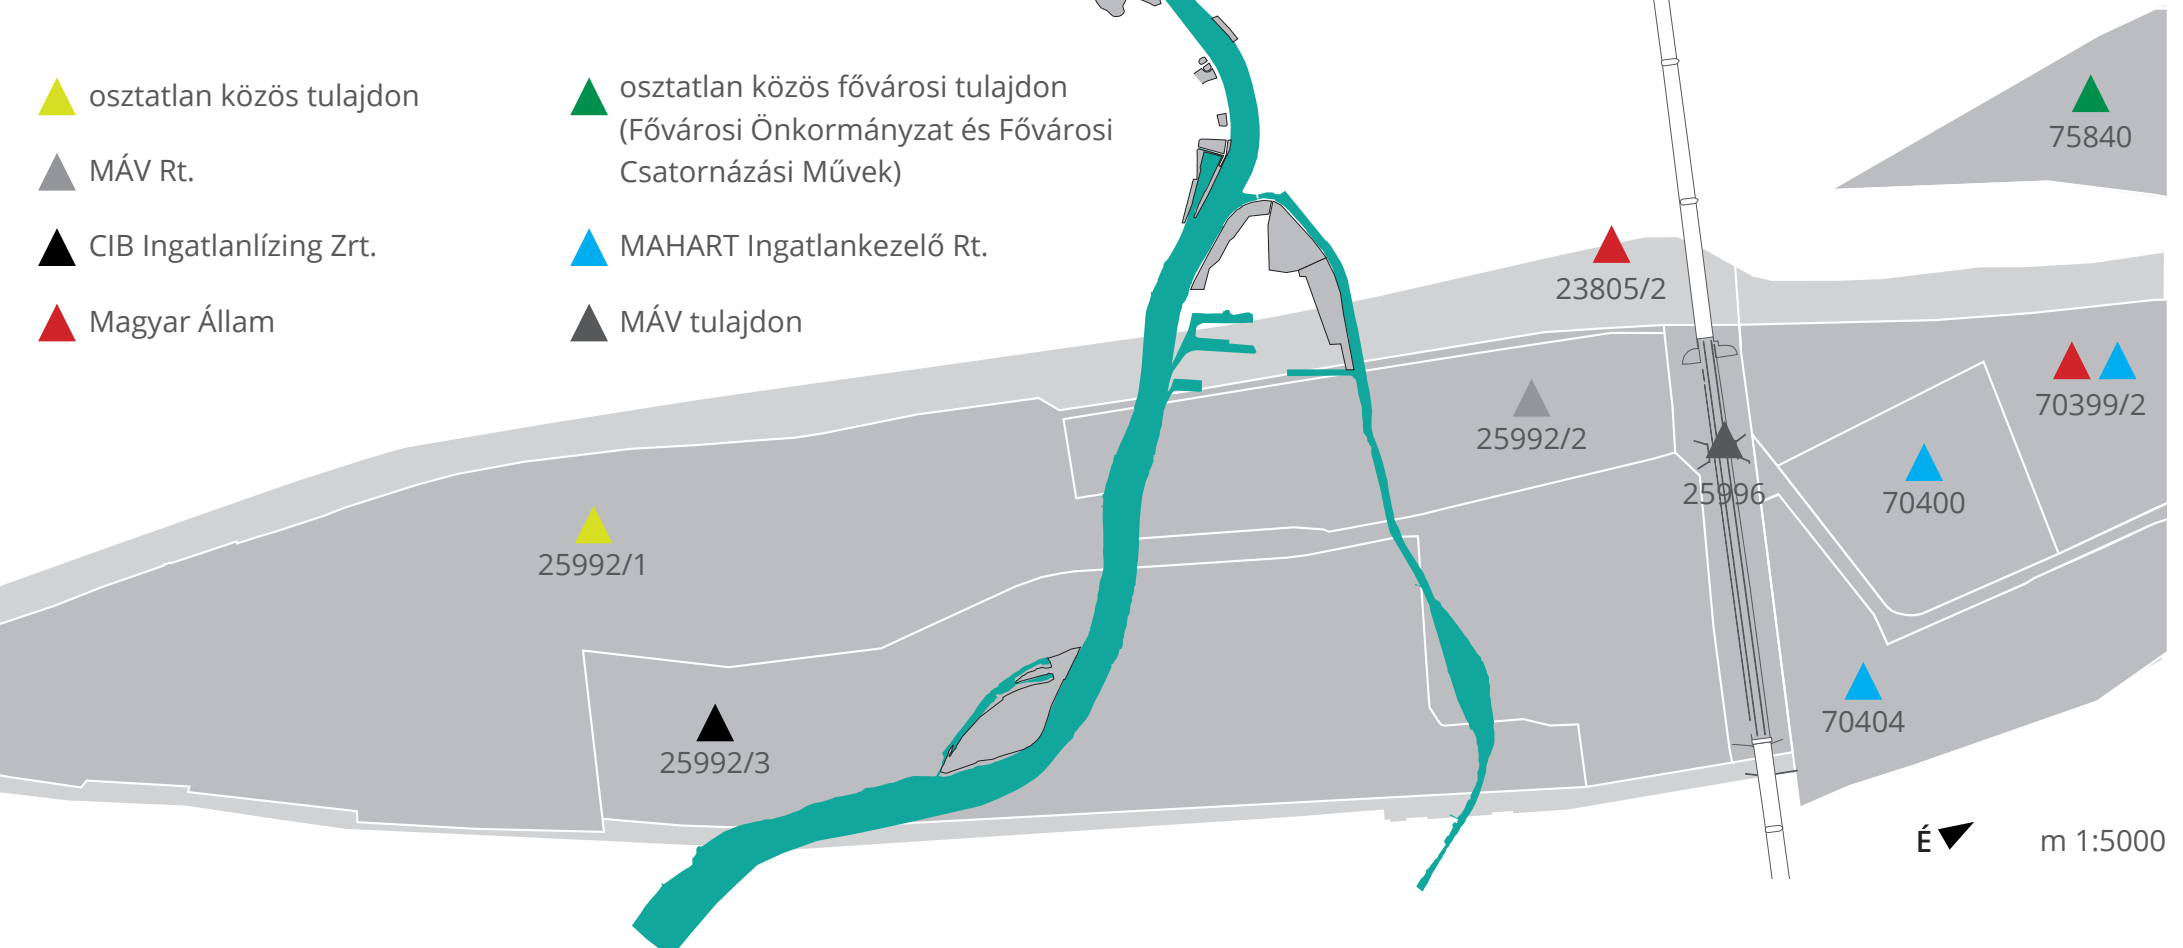 osztatlan közös tulajdon
MÁV Rt.
CIB Ingatlanlízing Zrt.
Magyar Állam
osztatlan közös fővárosi tulajdon
(Fővárosi Önkormányzat és Fővárosi
Csatornázási Művek)
MAHART Ingatlankezelő Rt.
MÁV tulajdon
75840
23805/2
70399/2
25992/2
25996
70400
25992/1
70404
25992/3
É
m 1:5000